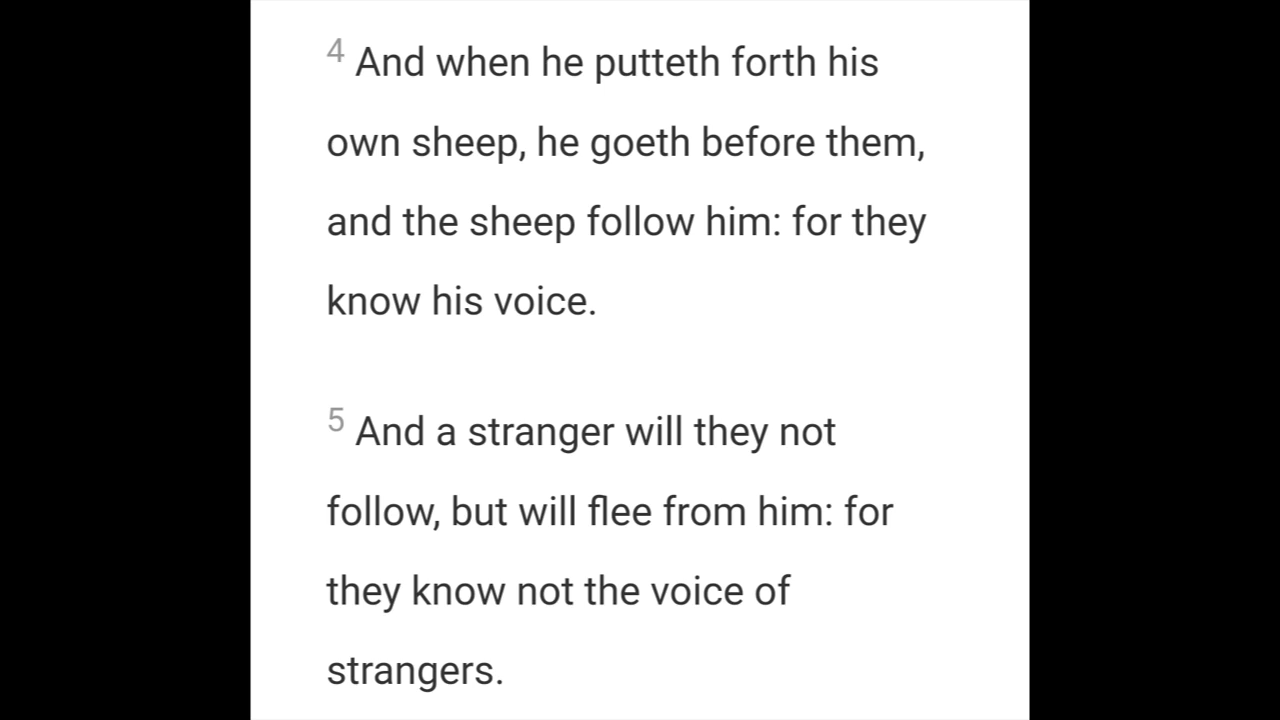 4 And when he putteth forth his
own sheep, he goeth before them,
and the sheep follow him: for they
know his voice.
5 And a stranger will they not
follow, but will flee from him: for
they know not the voice of
strangers.